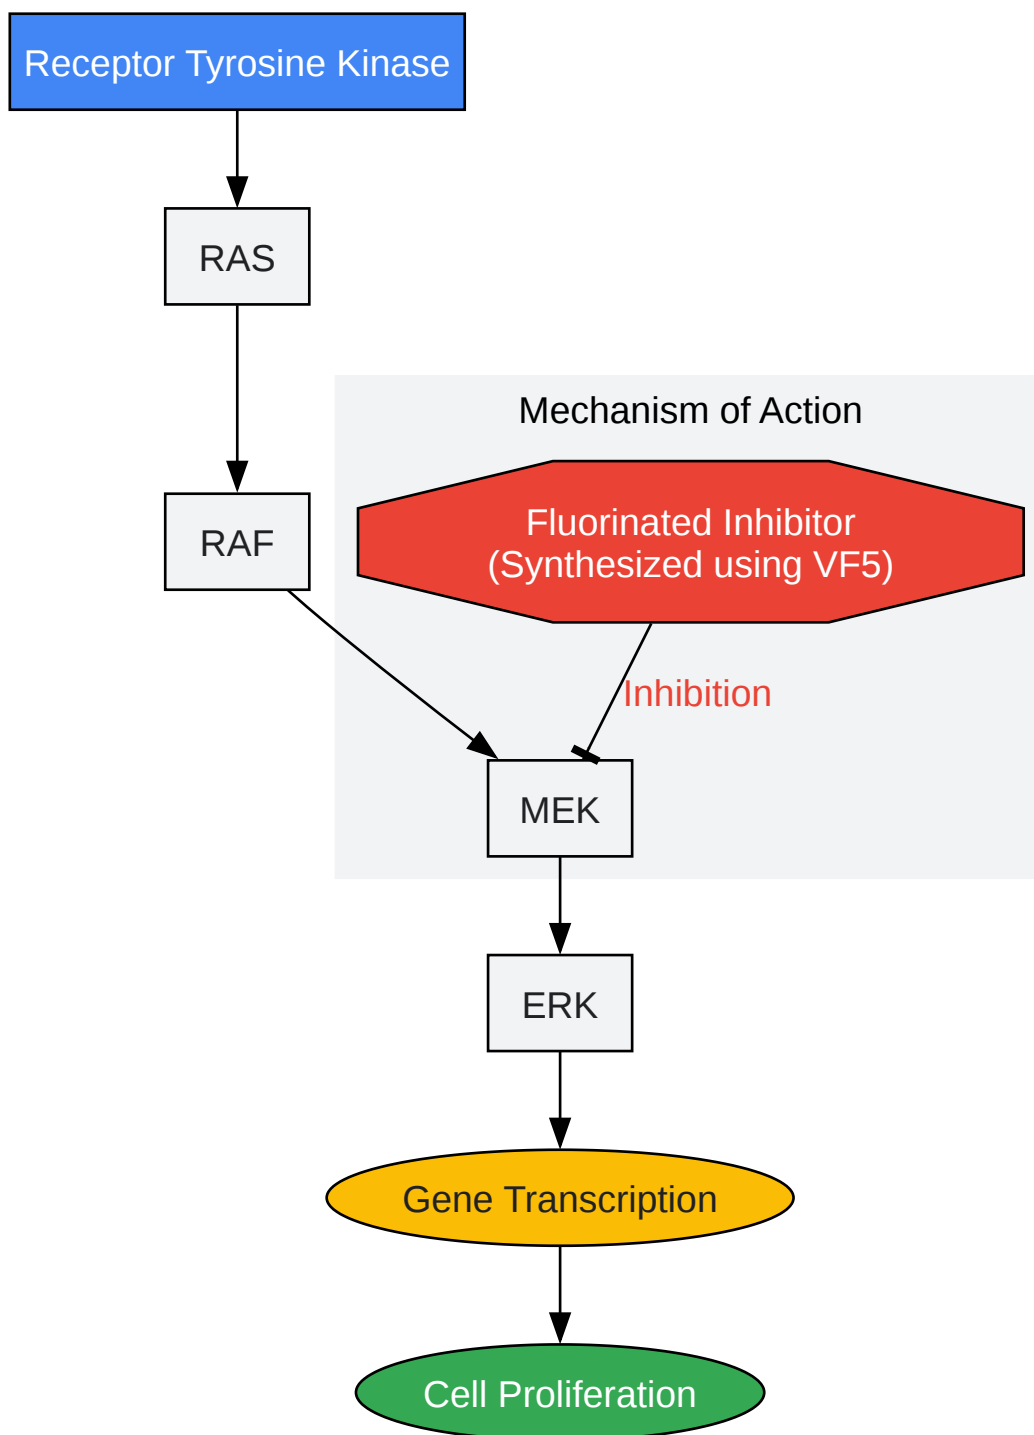 Receptor Tyrosine Kinase
RAS
Mechanism of Action
RAF
Fluorinated Inhibitor
(Synthesized using VF5)
Inhibition
MEK
ERK
Gene Transcription
Cell Proliferation